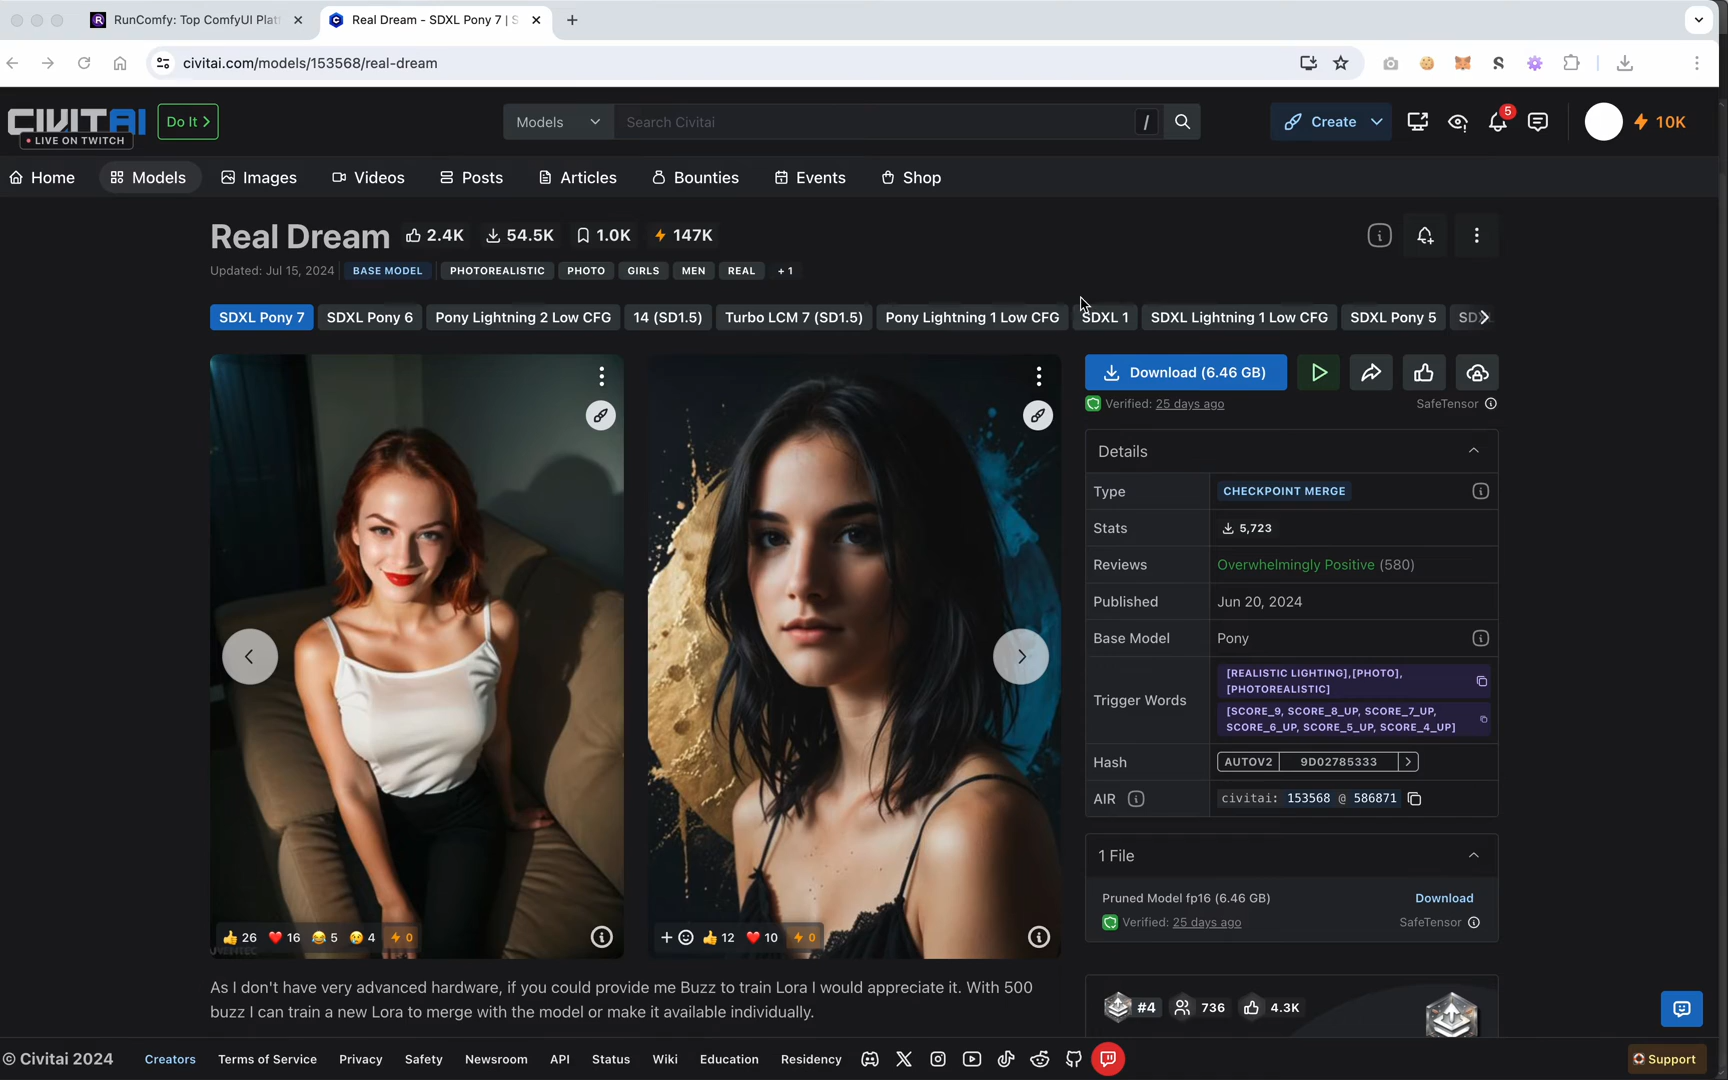 RunComfy: Top ComfyUI Plat
Real Dream - SDXL Pony 7 | S
civitai.com/models/153568/real-dream
CIVITAI
LIVE ON TWITCH
Do It >
Models
Search Civitai
/
Create
5
10K
Home
Models
Images
Videos
Posts
Articles
Bounties
Events
Shop
Real Dream
2.4K
54.5K
1.0K
147K
Updated: Jul 15, 2024
BASE MODEL
PHOTOREALISTIC
PHOTO
GIRLS
MEN
REAL
+ 1
SDXL Pony 7
SDXL Pony 6
Pony Lightning 2 Low CFG
14 (SD1.5)
Turbo LCM 7 (SD1.5)
Pony Lightning 1 Low CFG
SDXL 1
SDXL Lightning 1 Low CFG
SDXL Pony 5
SD
Download (6.46 GB)
Verified: 25 days ago
SafeTensor
Details
Type
CHECKPOINT MERGE
Stats
5,723
Reviews
Overwhelmingly Positive (580)
Published
Jun 20, 2024
Base Model
Pony
Trigger Words
[REALISTIC LIGHTING],[PHOTO],
[PHOTOREALISTIC]
[SCORE_9, SCORE_8_UP, SCORE_7_UP,
SCORE_6_UP, SCORE_5_UP, SCORE_4_UP]
Hash
AUTOV2
9D02785333
AIR
civitai: 153568 @ 586871
1 File
Pruned Model fp16 (6.46 GB)
Download
Verified: 25 days ago
SafeTensor
26
16
5
4
0
+
12
10
0
As I don't have very advanced hardware, if you could provide me Buzz to train Lora I would appreciate it. With 500
buzz I can train a new Lora to merge with the model or make it available individually.
#4
736
4.3K
© Civitai 2024
Creators
Terms of Service
Privacy
Safety
Newsroom
API
Status
Wiki
Education
Residency
Support